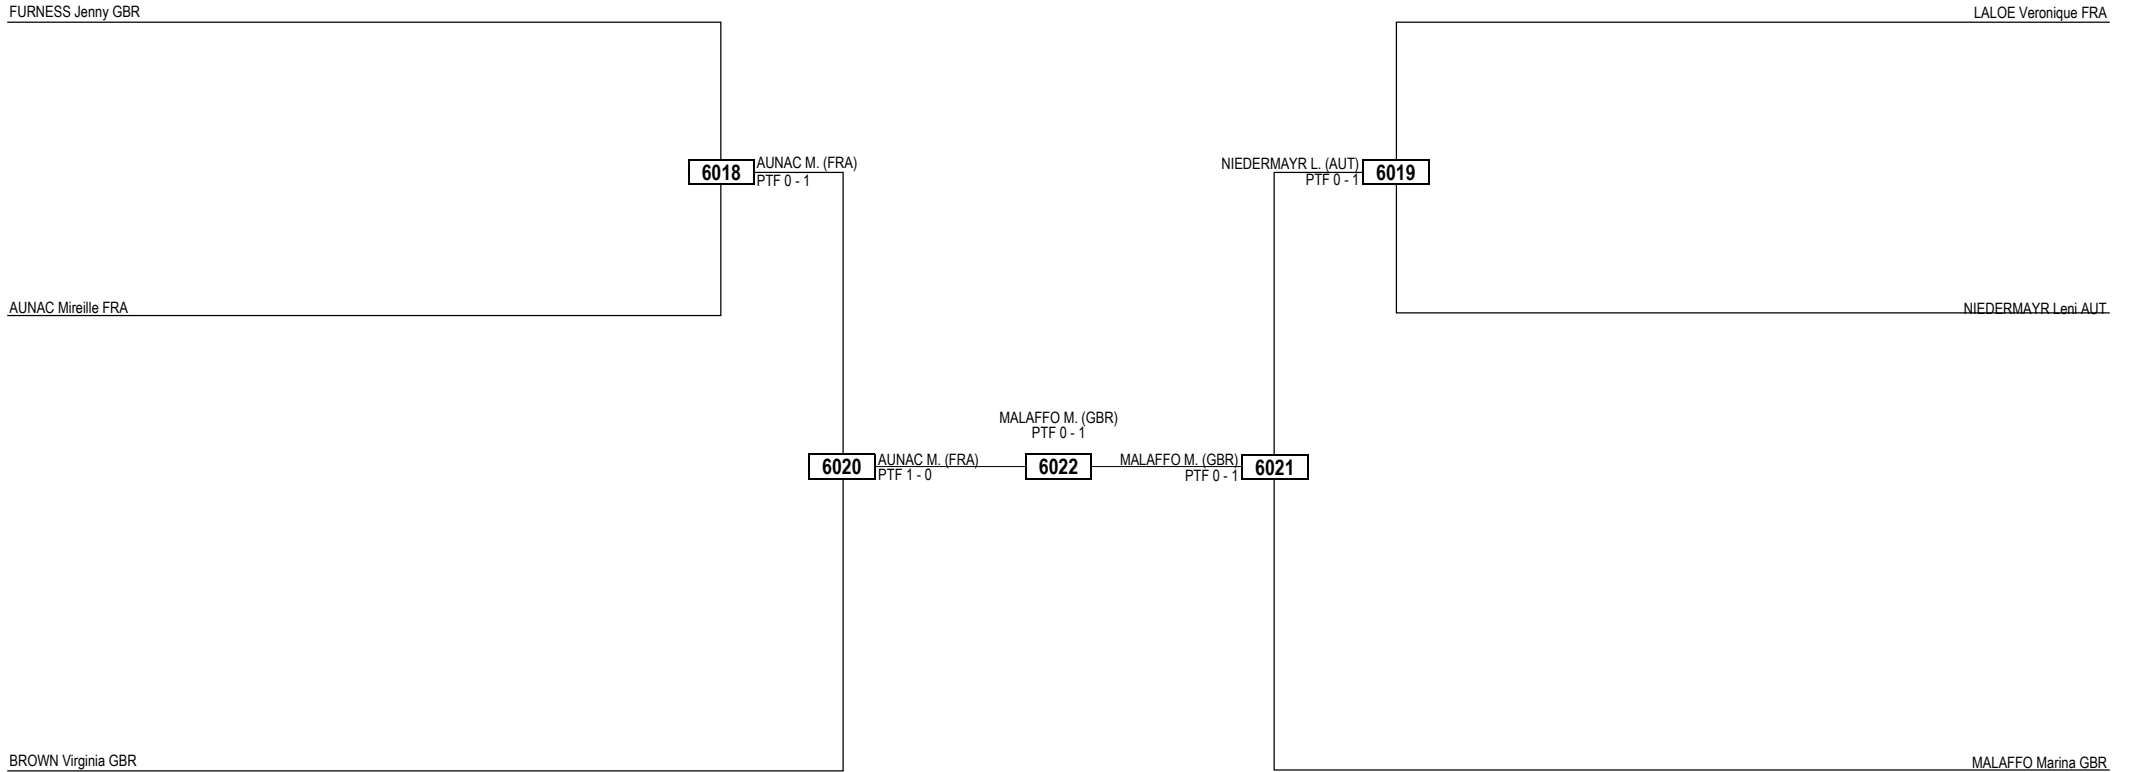 FURNESS Jenny GBR
LALOE Veronique FRA
6018
AUNAC M. (FRA)
PTF 0 - 1
NIEDERMAYR L. (AUT)
PTF 0 - 1
6019
AUNAC Mireille FRA
NIEDERMAYR Leni AUT
MALAFFO M. (GBR)
PTF 0 - 1
6020
AUNAC M. (FRA)
PTF 1 - 0
6022
MALAFFO M. (GBR)
PTF 0 - 1
6021
BROWN Virginia GBR
MALAFFO Marina GBR